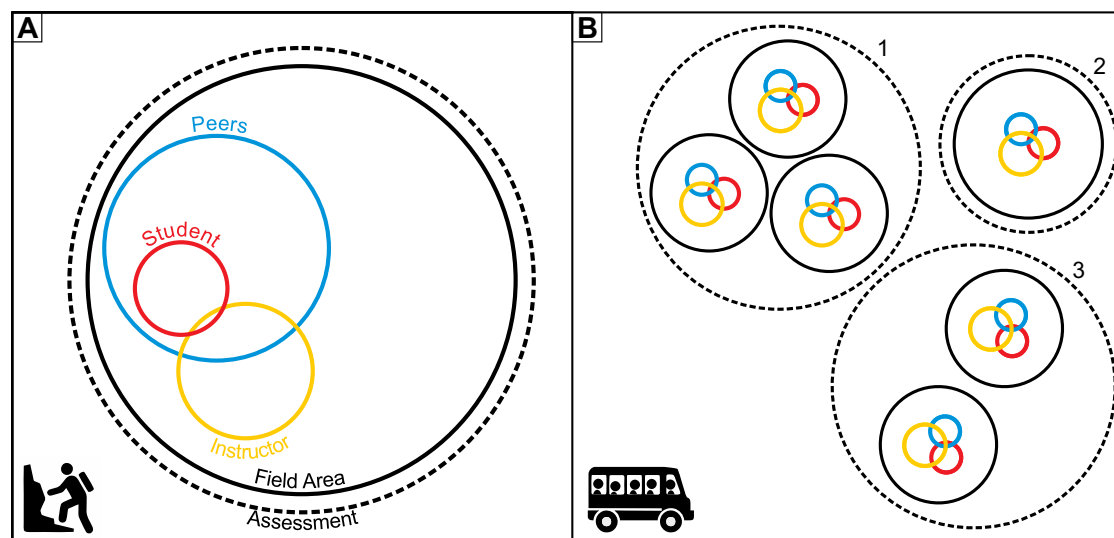 A
Peers
Student
Instructor
Field Area
Assessment
B
1
2
3